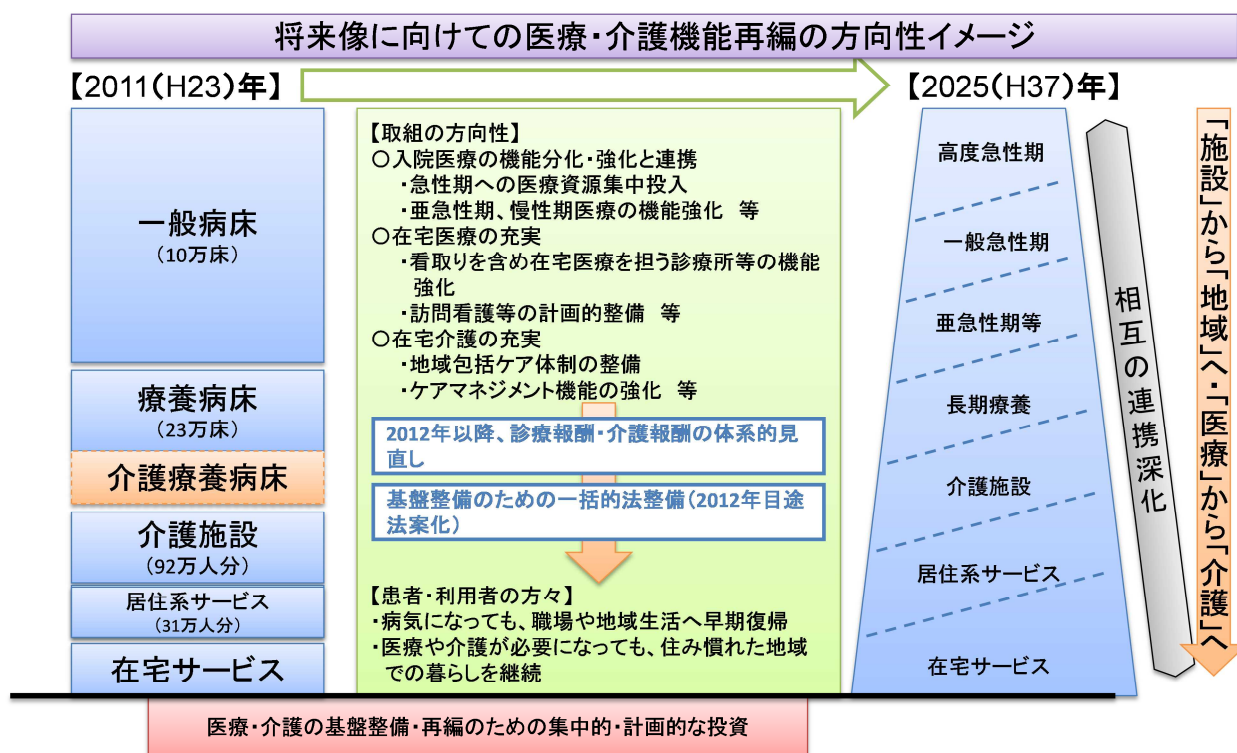 将来像に向けての医療・介護機能再編の方向性イメージ
【2011(H23)年】
【2025(H37)年】
一般病床
(10万床)
療養病床
(23万床)
介護療養病床
介護施設
(92万人分)
居住系サービス
(31万人分)
在宅サービス
【取組の方向性】
○入院医療の機能分化・強化と連携
・急性期への医療資源集中投入
・亜急性期、慢性期医療の機能強化 等
○在宅医療の充実
・看取りを含め在宅医療を担う診療所等の機能
強化
・訪問看護等の計画的整備 等
○在宅介護の充実
・地域包括ケア体制の整備
・ケアマネジメント機能の強化 等
2012年以降、診療報酬・介護報酬の体系的見
直し
基盤整備のための一括的法整備(2012年目途
法案化)
【患者・利用者の方々】
・病気になっても、職場や地域生活へ早期復帰
・医療や介護が必要になっても、住み慣れた地域
での暮らしを継続
高度急性期
一般急性期
亜急性期等
長期療養
介護施設
居住系サービス
在宅サービス
相互の連携深化
「施設」から「地域」へ・「医療」から「介護」へ
医療・介護の基盤整備・再編のための集中的・計画的な投資